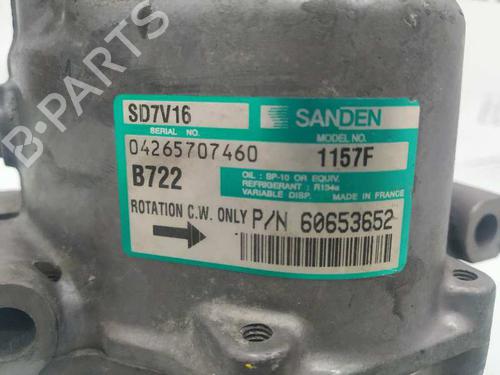 SD7V16
SANDEN
SERIAL NO.
MODEL NO.
04265707460
1157F
B722
OIL : SP-10 OR EQUIV.
REFRIGERANT : R134a
VARIABLE DISP. MADE IN FRANCE
ROTATION C.W. ONLY
P/N 60653652
B-PARTS